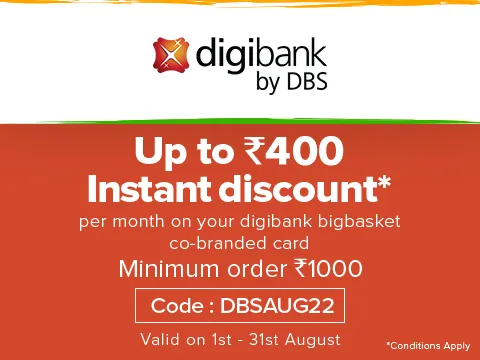 digibank
by DBS
Up to ₹400
Instant discount*
per month on your digibank bigbasket
co-branded card
Minimum order ₹1000
Code : DBSAUG22
Valid on 1st - 31st August
*Conditions Apply